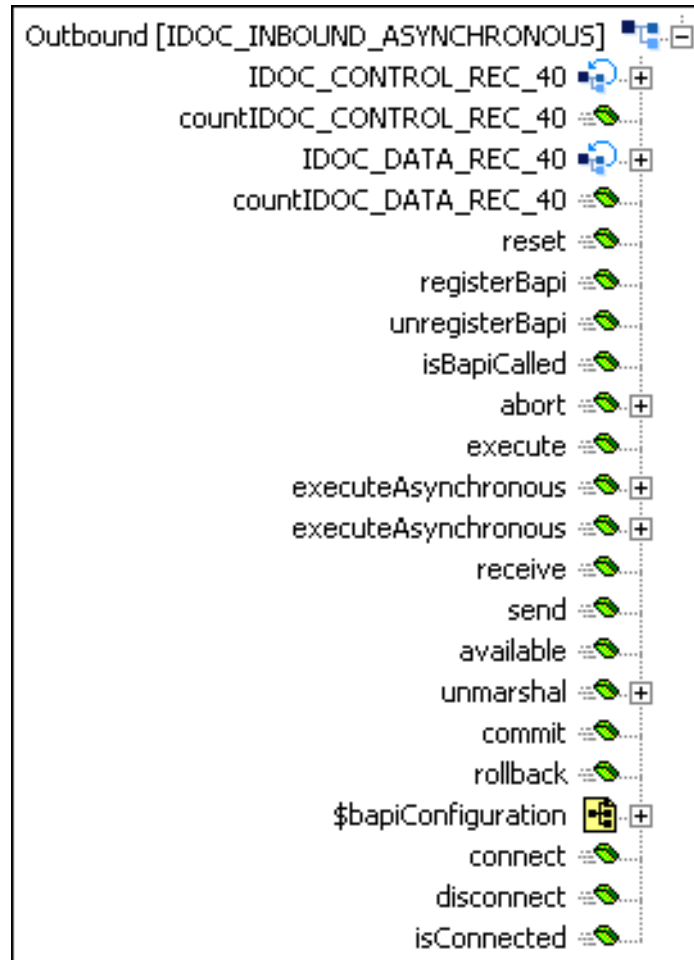 Outbound [IDOC_INBOUND_ASYNCHRONOUS]
IDOC_CONTROL_REC_40
countIDOC_CONTROL_REC_40
IDOC_DATA_REC_40
countIDOC_DATA_REC_40
reset
registerBapi
unregisterBapi
isBapiCalled
abort
execute
executeAsynchronous
executeAsynchronous
receive
send
available
unmarshal
commit
rollback
$bapiConfiguration
connect
disconnect
isConnected